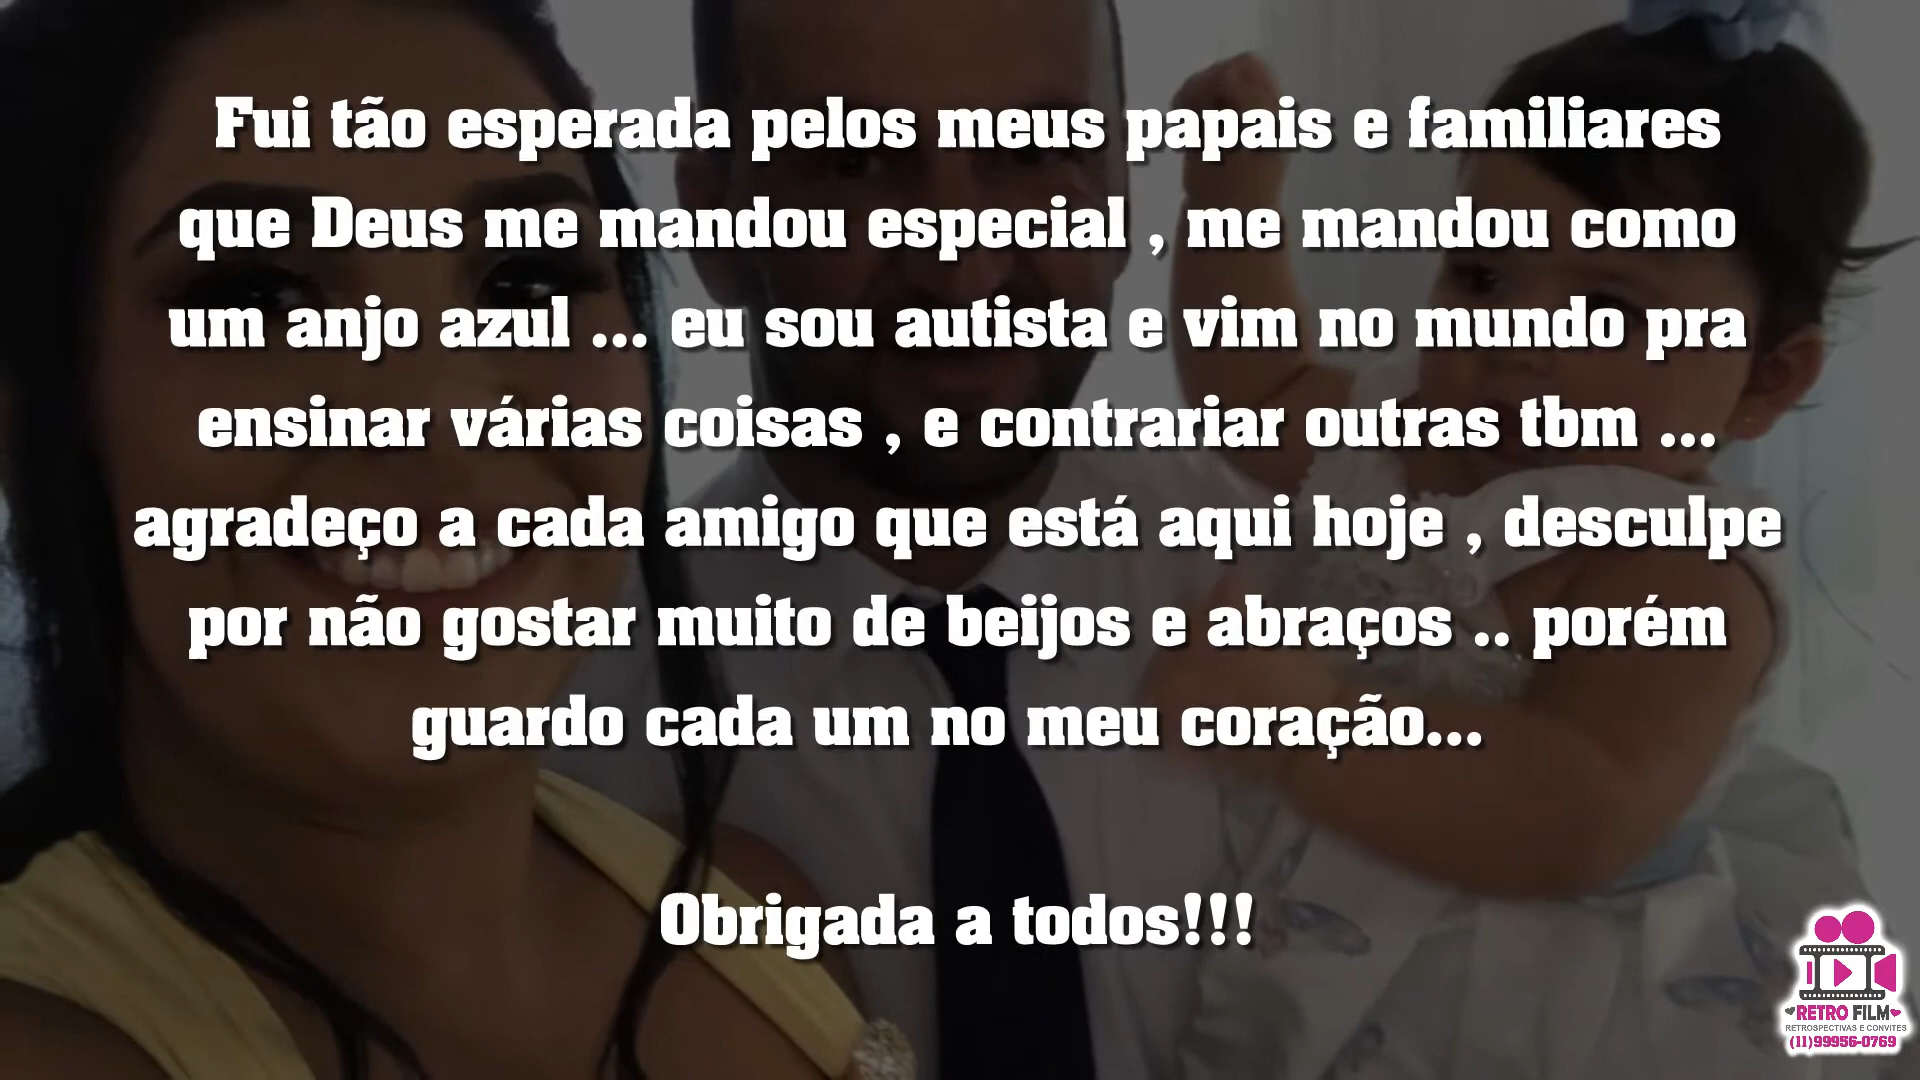 Fui tão esperada pelos meus papais e familiares
que Deus me mandou especial , me mandou como
um anjo azul ... eu sou autista e vim no mundo pra
ensinar várias coisas , e contrariar outras tbm ...
agradeço a cada amigo que está aqui hoje , desculpe
por não gostar muito de beijos e abraços .. porém
guardo cada um no meu coração...
Obrigada a todos!!!
RETRO FILM
RETROSPECTIVAS E CONVITES
(11)99956-0769